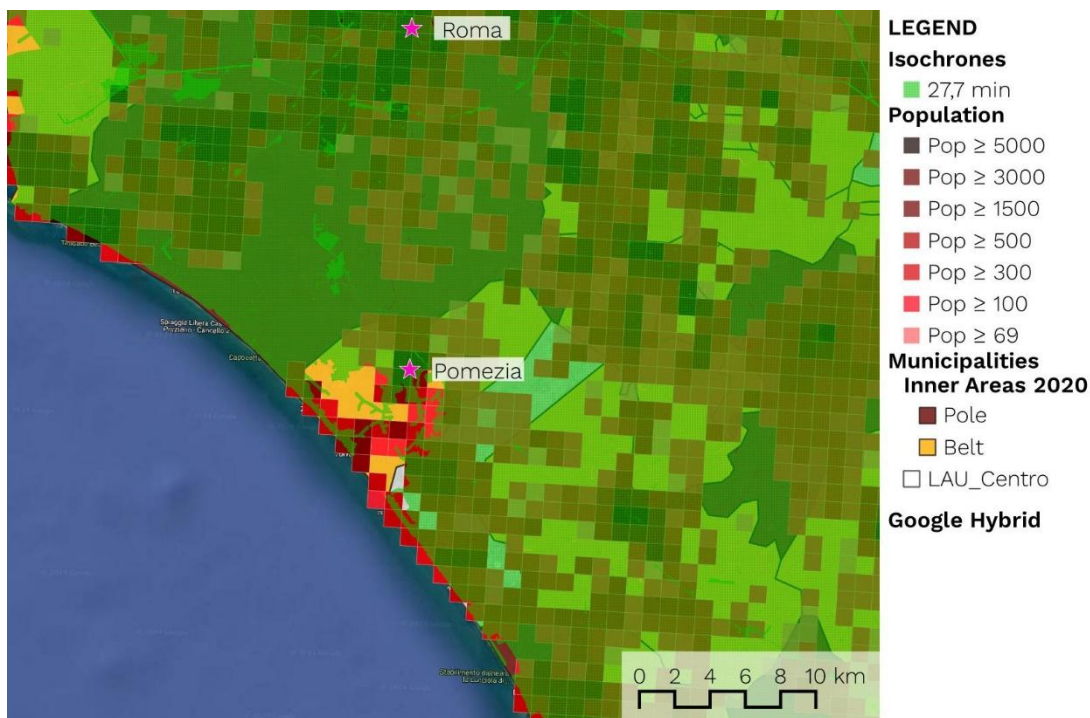 Roma
Pomezia
Capocotta
0 2 4 6 8 10 km
LEGEND
Isochrones
27,7 min
Population
Pop ≥ 5000
Pop ≥ 3000
Pop ≥ 1500
Pop ≥ 500
Pop ≥ 300
Pop ≥ 100
Pop ≥ 69
Municipalities
Inner Areas 2020
Pole
Belt
LAU_Centro
Google Hybrid